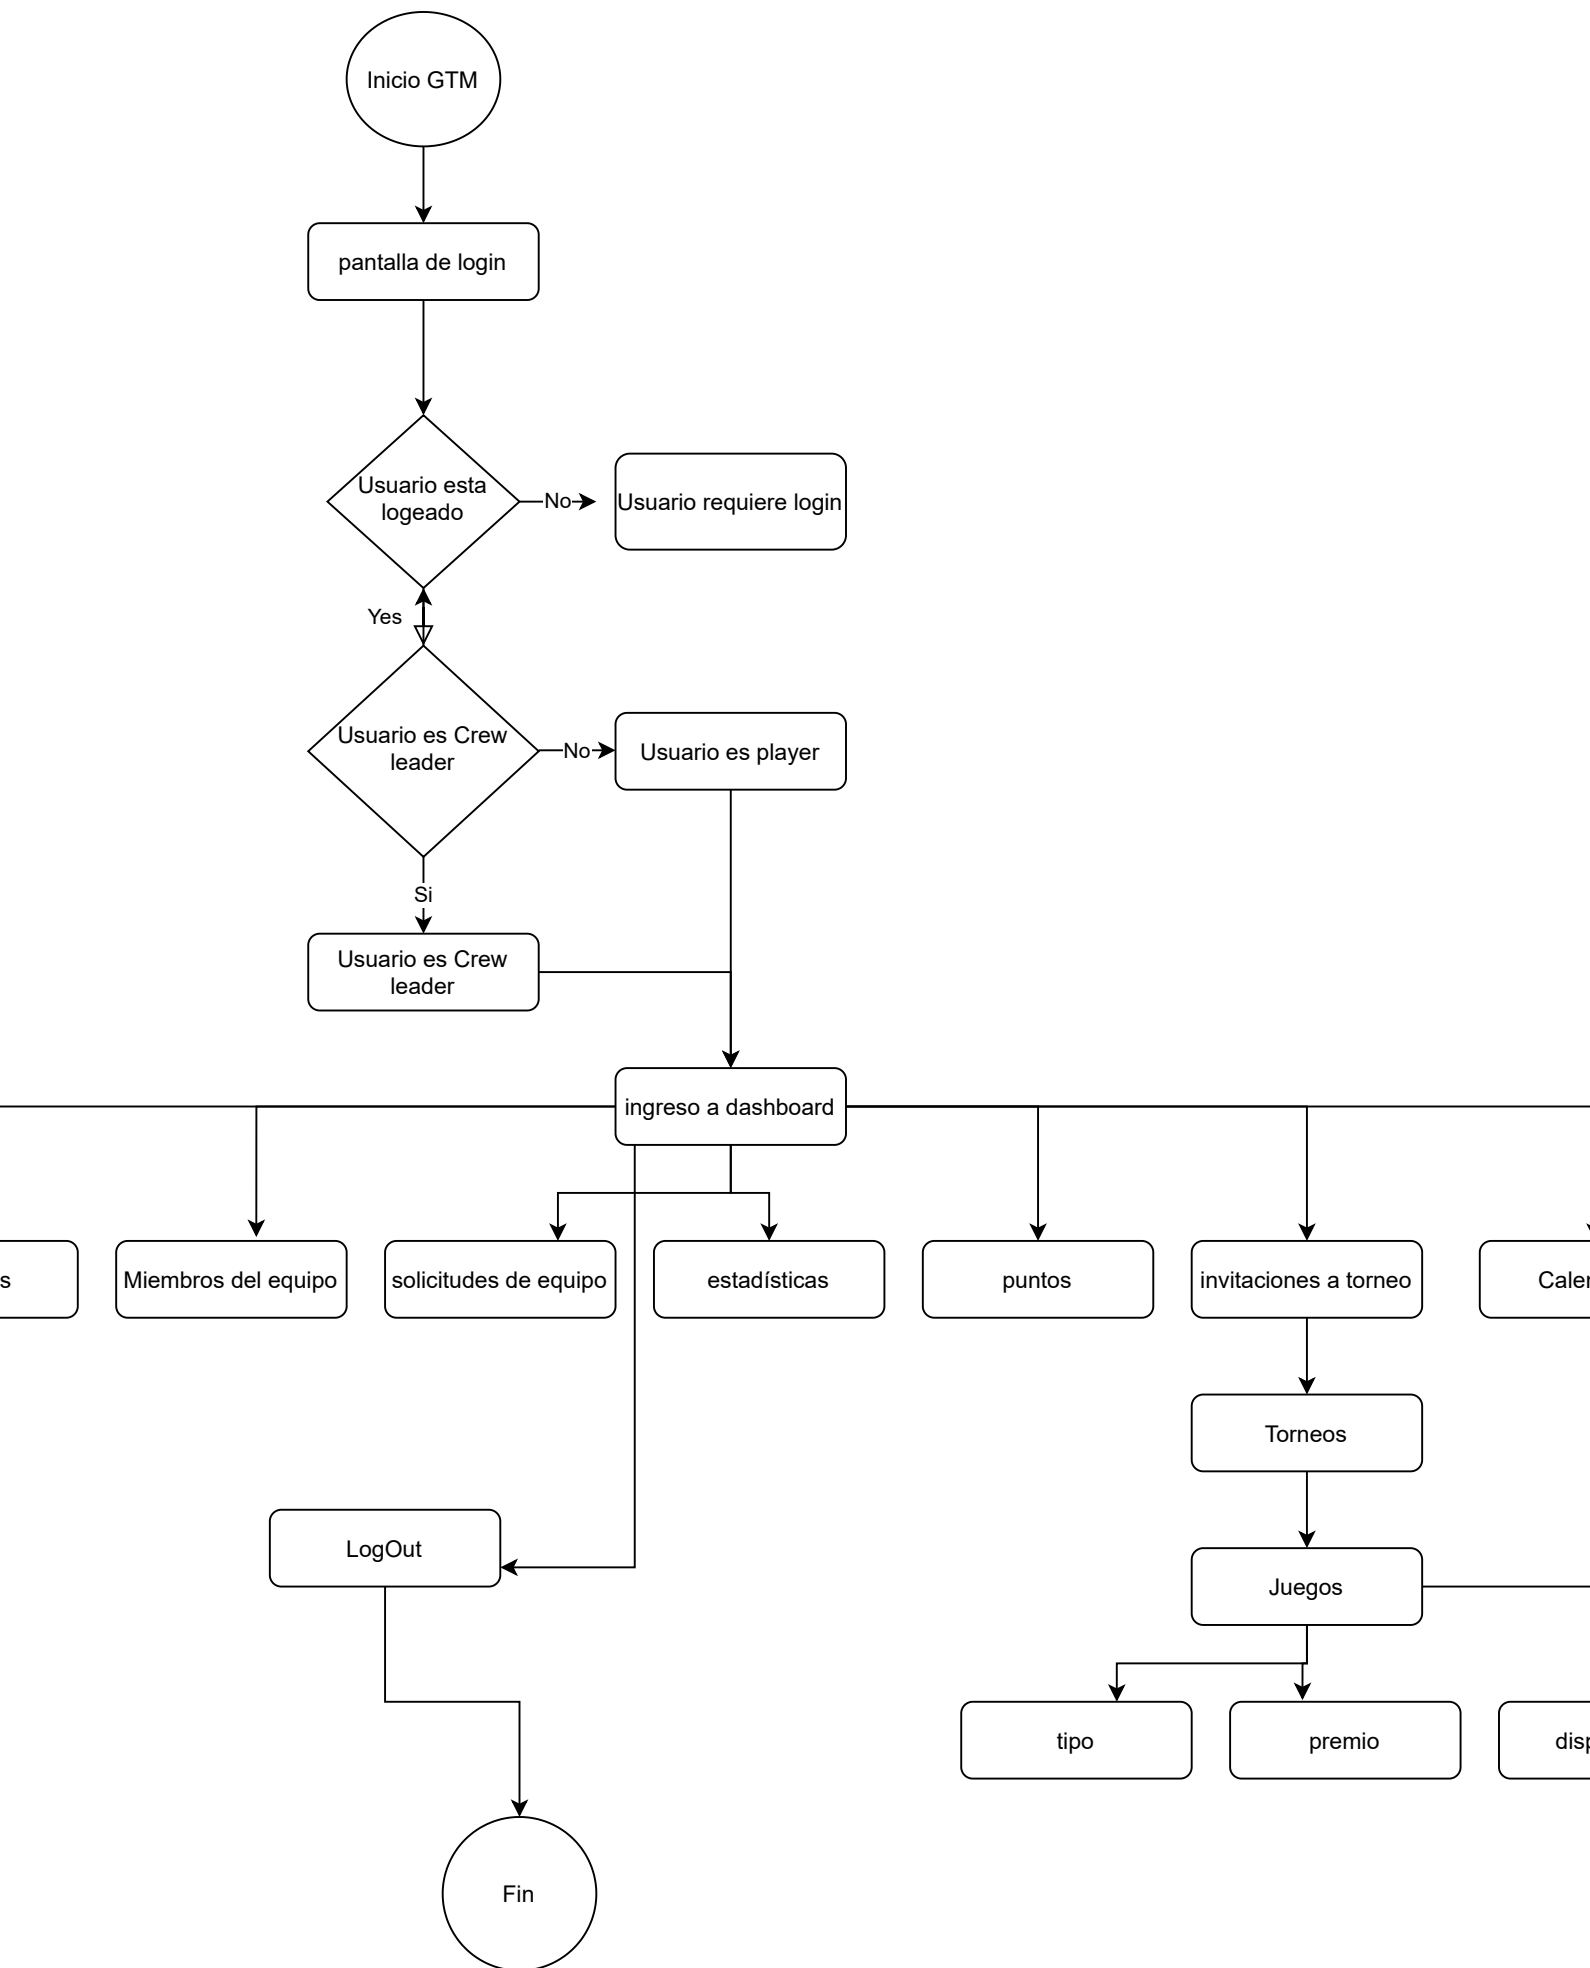 Inicio GTM
pantalla de login
Usuario esta
logeado
No
Usuario requiere login
Yes
Usuario es Crew
leader
No
Usuario es player
Si
Usuario es Crew
leader
ingreso a dashboard
s
Miembros del equipo
solicitudes de equipo
estadísticas
puntos
invitaciones a torneo
Torneos
LogOut
Juegos
tipo
premio
Fin